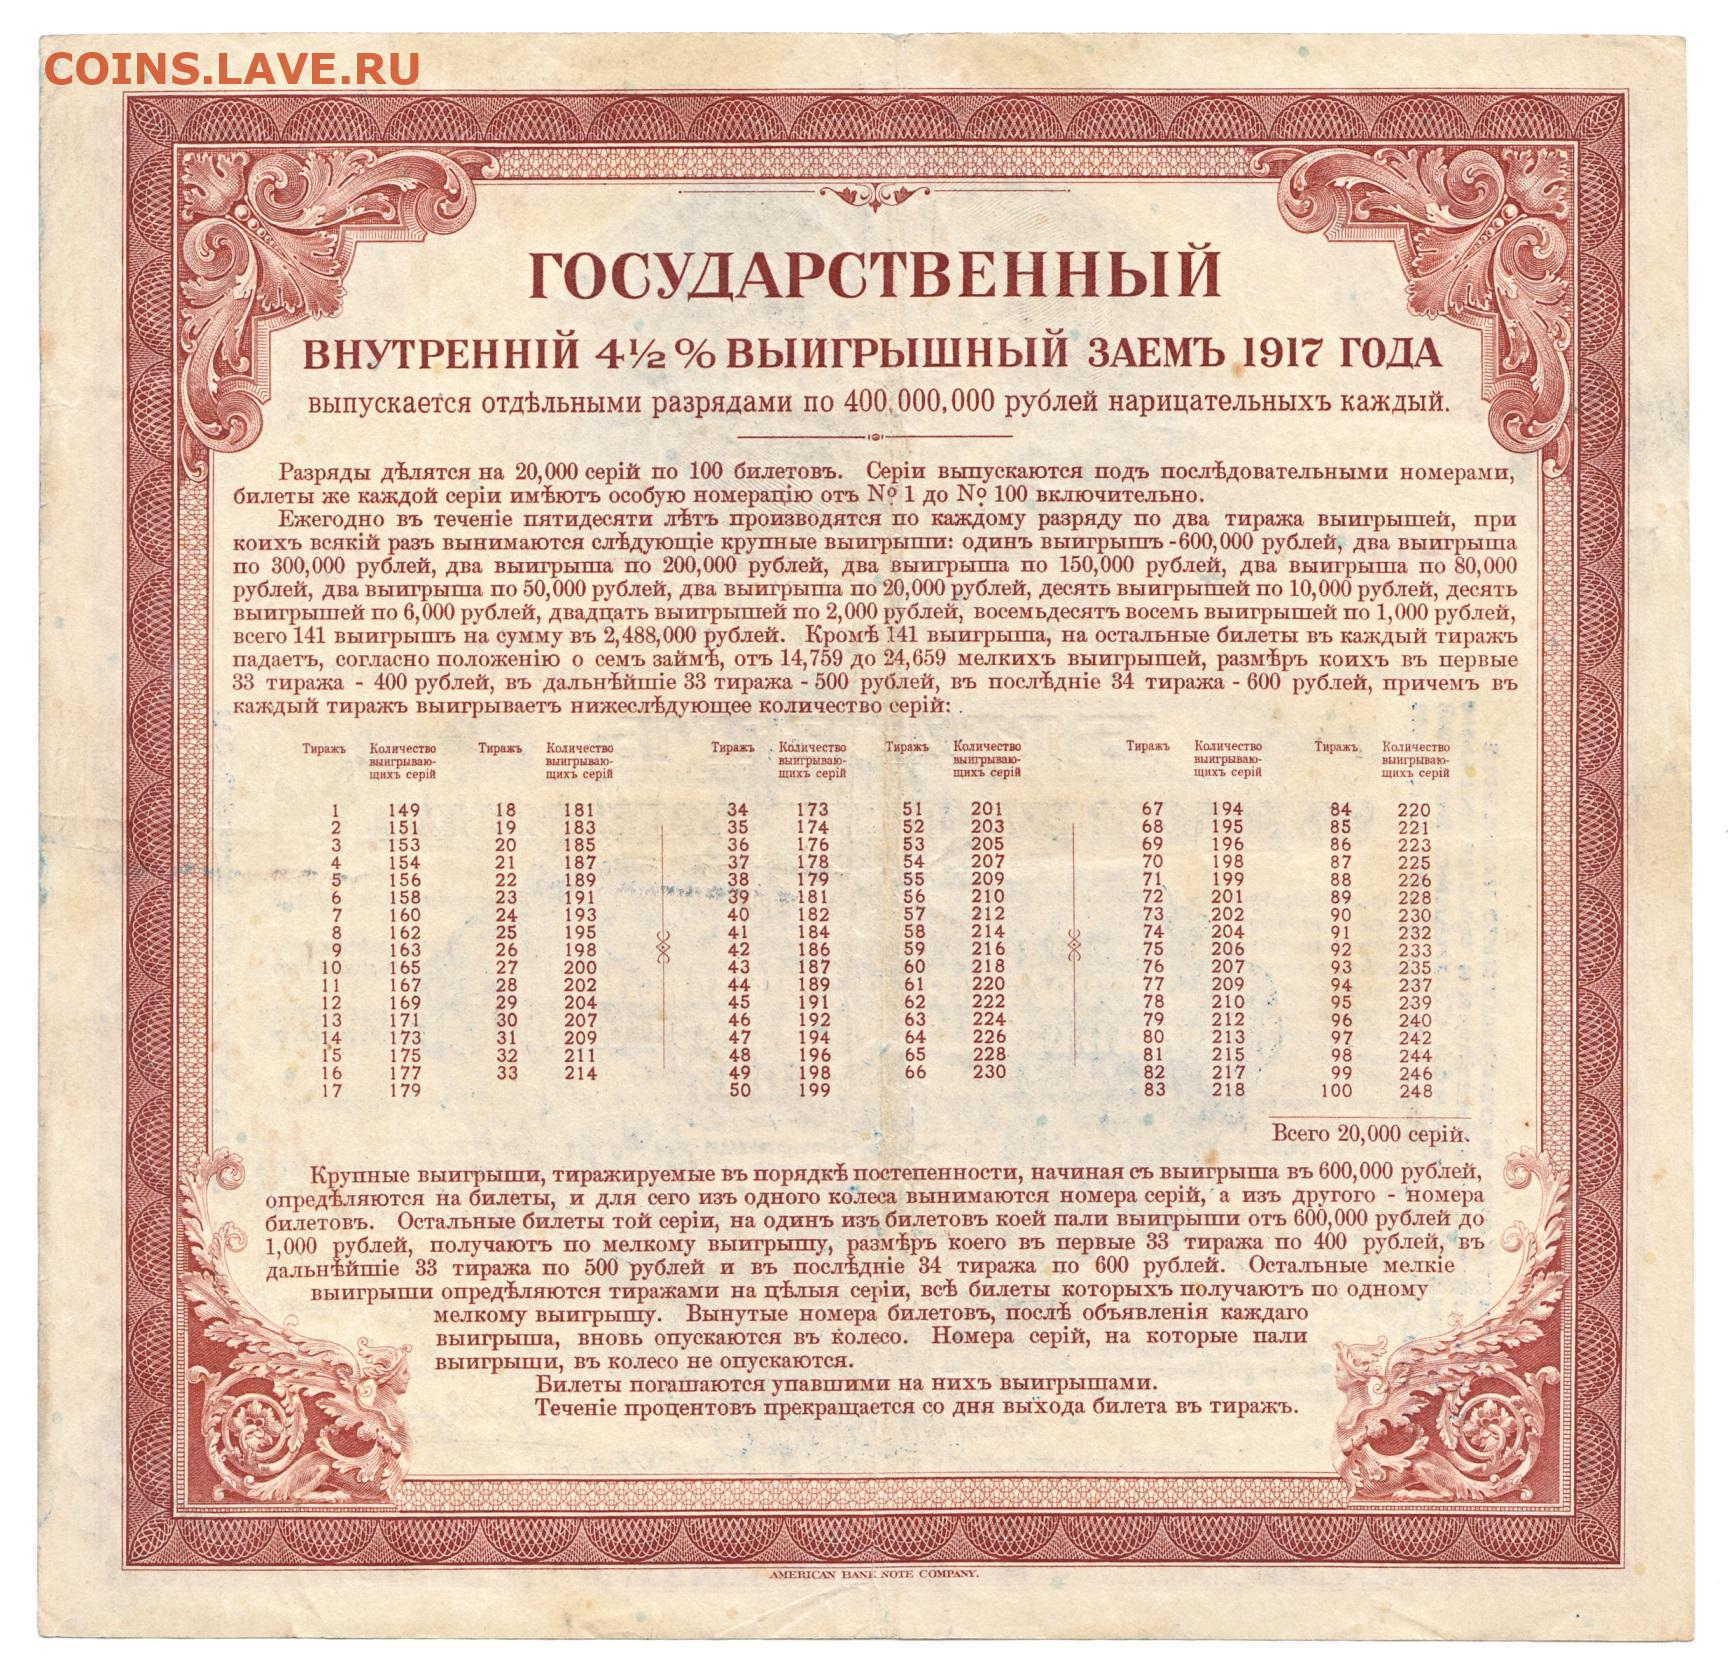 COINS.LAVE.RU
ГОСУДАРСТВЕННЫЙ
ВНУТРЕННІЙ 4½% ВЫИГРЫШНЫЙ ЗАЕМЪ 1917 ГОДА
выпускается отдѣльными разрядами по 400,000,000 рублей нарицательныхъ каждый.
Разряды дѣлятся на 20,000 серій по 100 билетовъ. Серіи выпускаются подъ послѣдовательными номерами,
билеты же каждой серіи имѣютъ особую номерацію отъ № 1 до № 100 включительно.
Ежегодно въ теченіе пятидесяти лѣтъ производятся по каждому разряду по два тиража выигрышей, при
коихъ всякій разъ вынимаются слѣдующіе крупные выигрыши: одинъ выигрышъ-600,000 рублей, два выигрыша
по 300,000 рублей, два выигрыша по 200,000 рублей, два выигрыша по 150,000 рублей, два выигрыша по 80,000
рублей, два выигрыша по 50,000 рублей, два выигрыша по 20,000 рублей, десять выигрышей по 10,000 рублей, десять
выигрышей по 6,000 рублей, двадцать выигрышей по 2,000 рублей, восемьдесятъ восемь выигрышей по 1,000 рублей,
всего 141 выигрышъ на сумму въ 2,488,000 рублей. Кромѣ 141 выигрыша, на остальные билеты въ каждый тиражъ
падаетъ, согласно положенію о семъ займѣ, отъ 14,759 до 24,659 мелкихъ выигрышей, размѣръ коихъ въ первые
33 тиража - 400 рублей, въ дальнѣйшіе 33 тиража - 500 рублей, въ послѣдніе 34 тиража - 600 рублей, причемъ въ
каждый тиражъ выигрываетъ нижеслѣдующее количество серій:
Тиражъ Количество Тиражъ Количество Тиражъ Количество Тиражъ Количество Тиражъ Количество Тиражъ Количество
выигрываю- выигрываю- выигрываю- выигрываю- выигрываю- выигрываю-
щихъ серій щихъ серій щихъ серій щихъ серій щихъ серій щихъ серій
1 149 18 181 34 173 51 201 67 194 84 220
2 151 19 183 35 174 52 203 68 195 85 221
3 153 20 185 36 176 53 205 69 196 86 223
4 154 21 187 37 178 54 207 70 198 87 225
5 156 22 189 38 179 55 209 71 199 88 226
6 158 23 191 39 181 56 210 72 201 89 228
7 160 24 193 40 182 57 212 73 202 90 230
8 162 25 195 41 184 58 214 74 204 91 232
9 163 26 198 42 186 59 216 75 206 92 233
10 165 27 200 43 187 60 218 76 207 93 235
11 167 28 202 44 189 61 220 77 209 94 237
12 169 29 204 45 191 62 222 78 210 95 239
13 171 30 207 46 192 63 224 79 212 96 240
14 173 31 209 47 194 64 226 80 213 97 242
15 175 32 211 48 196 65 228 81 215 98 244
16 177 33 214 49 198 66 230 82 217 99 246
17 179 50 199 83 218 100 248
Всего 20,000 серій.
Крупные выигрыши, тиражируемые въ порядкѣ постепенности, начиная съ выигрыша въ 600,000 рублей,
опредѣляются на билеты, и для сего изъ одного колеса вынимаются номера серій, а изъ другого - номера
билетовъ. Остальные билеты той серіи, на одинъ изъ билетовъ коей пали выигрыши отъ 600,000 рублей до
1,000 рублей, получаютъ по мелкому выигрышу, размѣръ коего въ первые 33 тиража по 400 рублей, въ
дальнѣйшіе 33 тиража по 500 рублей и въ послѣдніе 34 тиража по 600 рублей. Остальные мелкіе
выигрыши опредѣляются тиражами на цѣлыя серіи, всѣ билеты которыхъ получаютъ по одному
мелкому выигрышу. Вынутые номера билетовъ, послѣ объявленія каждаго
выигрыша, вновь опускаются въ колесо. Номера серій, на которые пали
выигрыши, въ колесо не опускаются.
Билеты погашаются упавшими на нихъ выигрышами.
Теченіе процентовъ прекращается со дня выхода билета въ тиражъ.
AMERICAN BANK NOTE COMPANY.